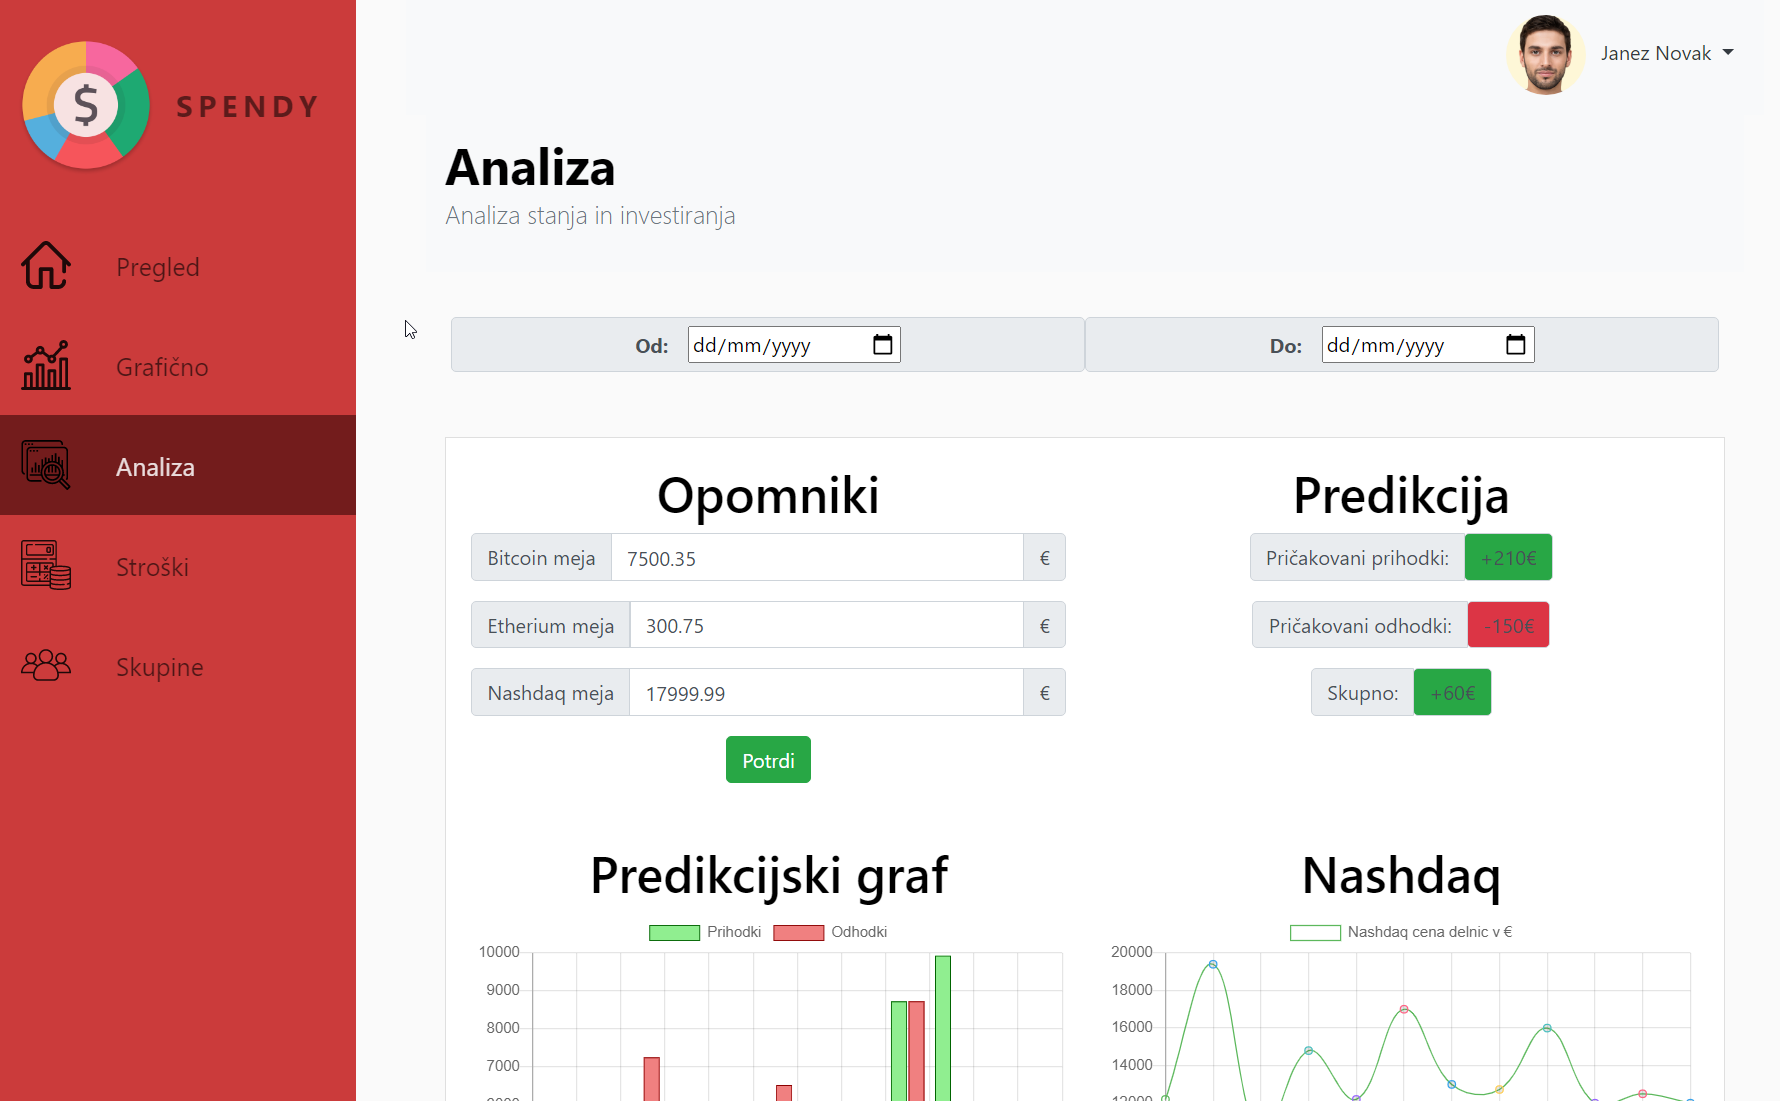 $
SPENDY
Janez Novak
Pregled
Grafično
Analiza
Stroški
Skupine
Analiza
Analiza stanja in investiranja
Od: dd/mm/yyyy
Do: dd/mm/yyyy
Opomniki
Bitcoin meja 7500.35 €
Etherium meja 300.75 €
Nashdaq meja 17999.99 €
Potrdi
Predikcija
Pričakovani prihodki: +210€
Pričakovani odhodki: -150€
Skupno: +60€
Predikcijski graf
Prihodki Odhodki
10000
9000
8000
7000
Nashdaq
Nashdaq cena delnic v €
20000
18000
16000
14000